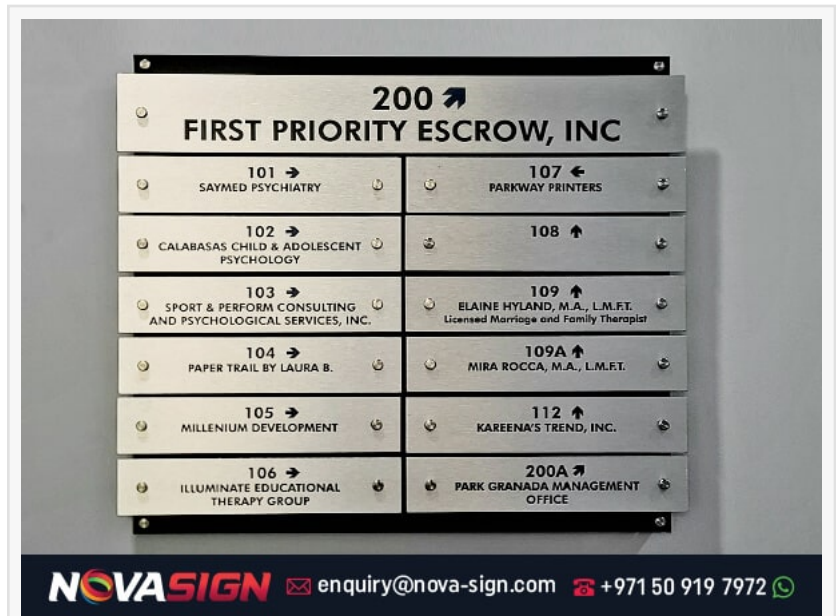 200 ↗
FIRST PRIORITY ESCROW, INC
101 →
SAYMED PSYCHIATRY
102 →
CALABASAS CHILD & ADOLESCENT
PSYCHOLOGY
103 →
SPORT & PERFORM CONSULTING
AND PSYCHOLOGICAL SERVICES, INC.
104 →
PAPER TRAIL BY LAURA B.
105 →
MILLENIUM DEVELOPMENT
106 →
ILLUMINATE EDUCATIONAL
THERAPY GROUP
107 ←
PARKWAY PRINTERS
108 ↑
109 ↑
ELAINE HYLAND, M.A., L.M.F.T.
Licensed Marriage and Family Therapist
109A ↑
MIRA ROCCA, M.A., L.M.F.T.
112 ↑
KAREENA'S TREND, INC.
200A ↗
PARK GRANADA MANAGEMENT
OFFICE
NOVASIGN enquiry@nova-sign.com +971 50 919 7972